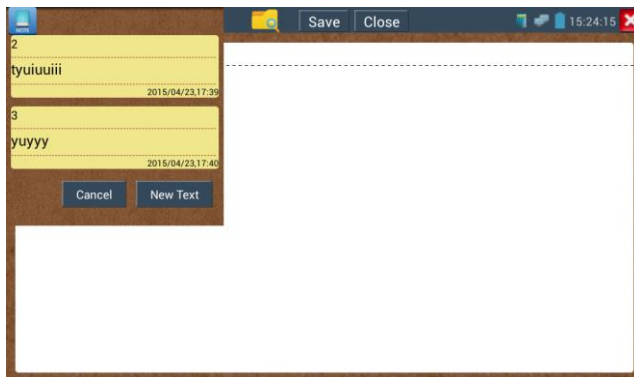 NOTE
Save
Close
15:24:15
2
tyuiuuiii
2015/04/23,17:39
3
yuyyy
2015/04/23,17:40
Cancel
New Text